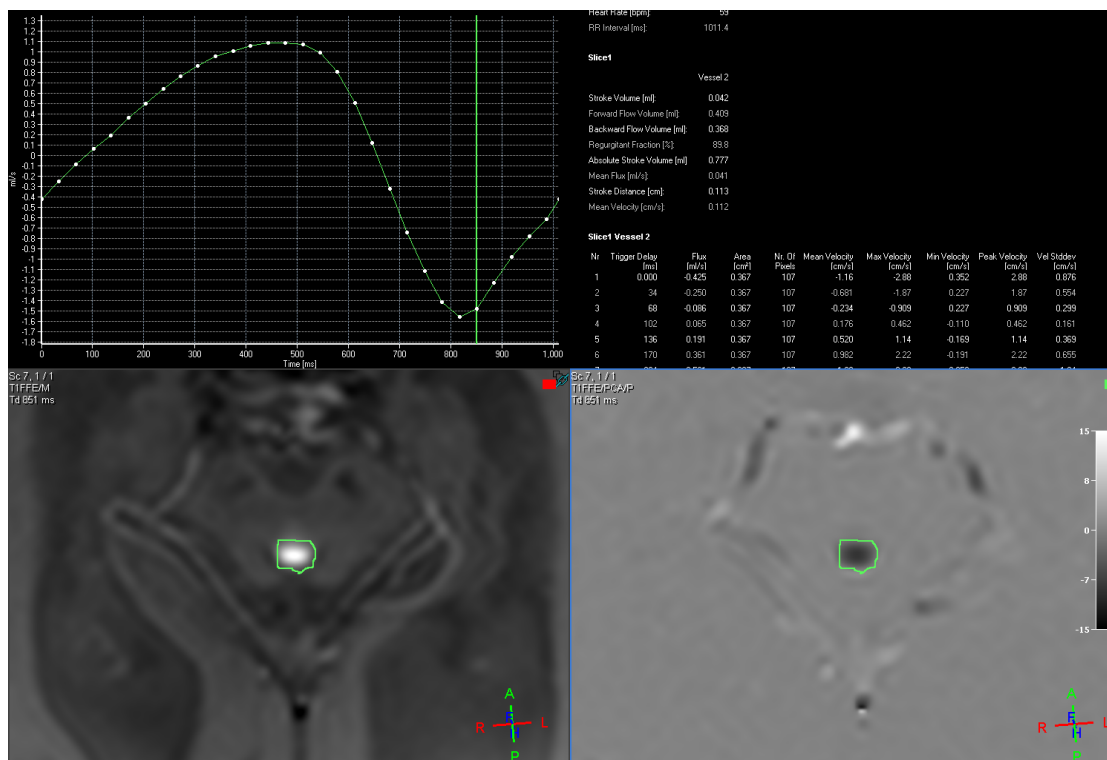 1.3
1.2
1.1
1.0
0.9
0.8
0.7
0.6
0.5
0.4
0.3
0.2
0.1
0
-0.1
-0.2
-0.3
-0.4
-0.5
-0.6
-0.7
-0.8
-0.9
-1.0
-1.1
-1.2
-1.3
-1.4
-1.5
-1.6
-1.7
-1.8
ml/s
0 100 200 300 400 500 600 700 800 900 1,000
Time [ms]
Heart Rate [bpm]: 59
RR Interval [ms]: 1011.4
Slice1
Vessel 2
Stroke Volume [ml]: 0.042
Forward Flow Volume [ml]: 0.409
Backward Flow Volume [ml]: 0.368
Regurgitant Fraction [%]: 89.8
Absolute Stroke Volume [ml] 0.777
Mean Flux [ml/s]: 0.041
Stroke Distance [cm]: 0.113
Mean Velocity [cm/s]: 0.112
Slice1 Vessel 2
Nr Trigger Delay Flux Area Nr. Of Mean Velocity Max Velocity Min Velocity Peak Velocity Vel Stddev
[ms] [ml/s] [cm²] Pixels [cm/s] [cm/s] [cm/s] [cm/s] [cm/s]
1 0.000 -0.425 0.367 107 -1.16 -2.88 0.352 2.88 0.876
2 34 -0.250 0.367 107 -0.681 -1.87 0.227 1.87 0.554
3 68 -0.086 0.367 107 -0.234 -0.909 0.227 0.909 0.299
4 102 0.065 0.367 107 0.176 0.462 -0.110 0.462 0.161
5 136 0.191 0.367 107 0.520 1.14 -0.169 1.14 0.369
6 170 0.361 0.367 107 0.982 2.22 -0.191 2.22 0.655
Sc 7, 1 / 1
T1FFE/M
Td 851 ms
A
R L
F
H
P
Sc 7, 1 / 1
T1FFE/PCA/P
Td 851 ms
15
8
0
-7
-15
A
R L
F
H
P